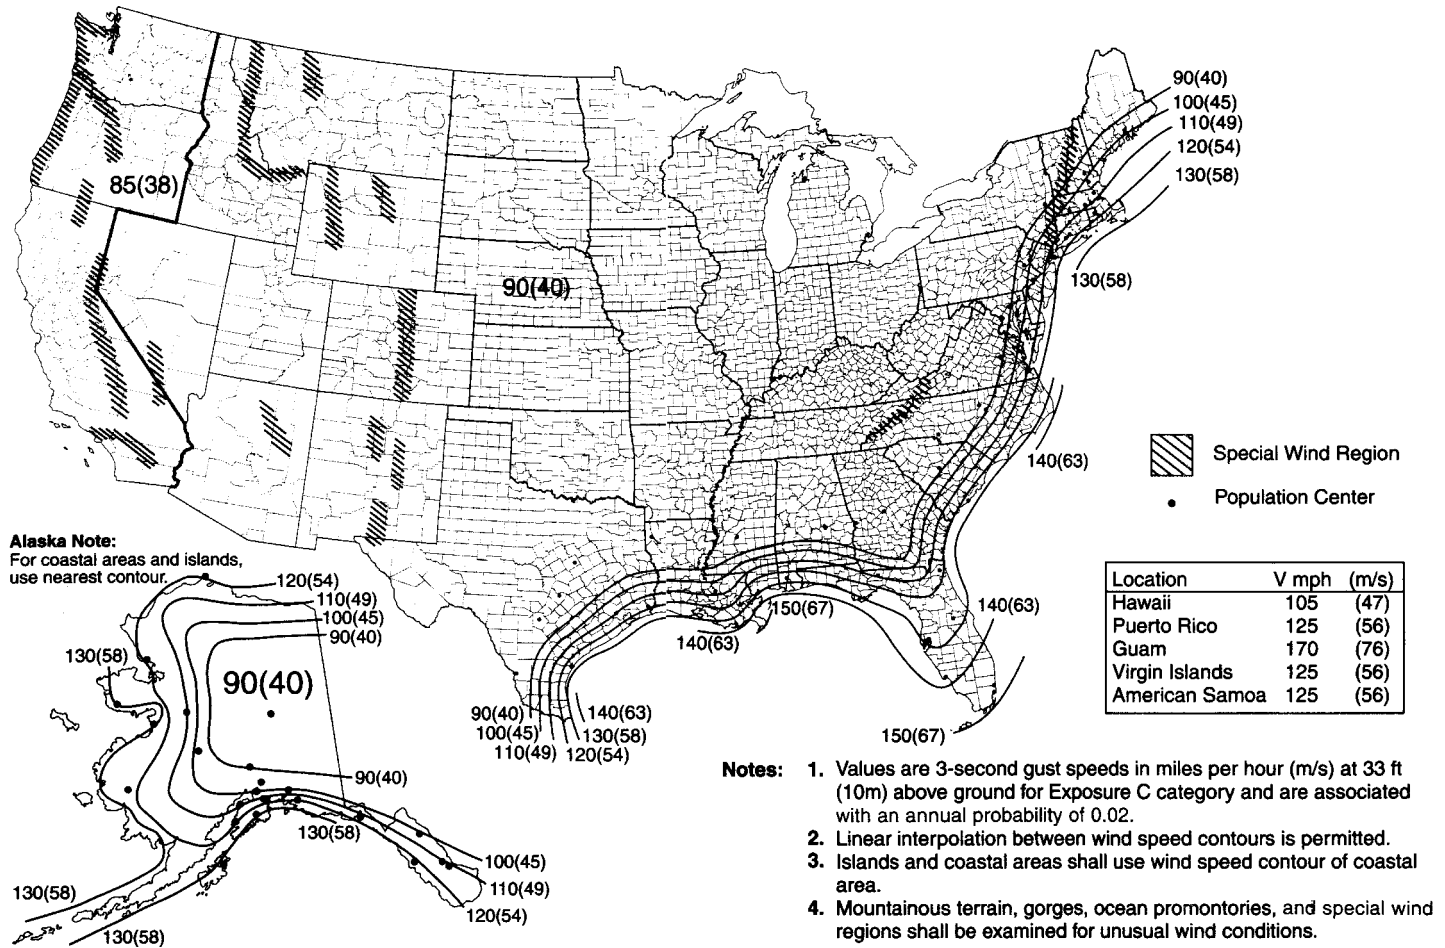 90(40)
100(45)
110(49)
120(54)
130(58)
85(38)
90(40)
130(58)
140(63)
Special Wind Region
Population Center
Alaska Note:
For coastal areas and islands,
use nearest contour.
120(54)
110(49)
100(45)
90(40)
130(58)
90(40)
90(40)
130(58)
100(45)
110(49)
120(54)
130(58)
130(58)
150(67)
140(63)
140(63)
90(40)
100(45)
110(49)
120(54)
130(58)
140(63)
150(67)
Location V mph (m/s)
Hawaii 105 (47)
Puerto Rico 125 (56)
Guam 170 (76)
Virgin Islands 125 (56)
American Samoa 125 (56)
Notes: 1. Values are 3-second gust speeds in miles per hour (m/s) at 33 ft
(10m) above ground for Exposure C category and are associated
with an annual probability of 0.02.
2. Linear interpolation between wind speed contours is permitted.
3. Islands and coastal areas shall use wind speed contour of coastal
area.
4. Mountainous terrain, gorges, ocean promontories, and special wind
regions shall be examined for unusual wind conditions.